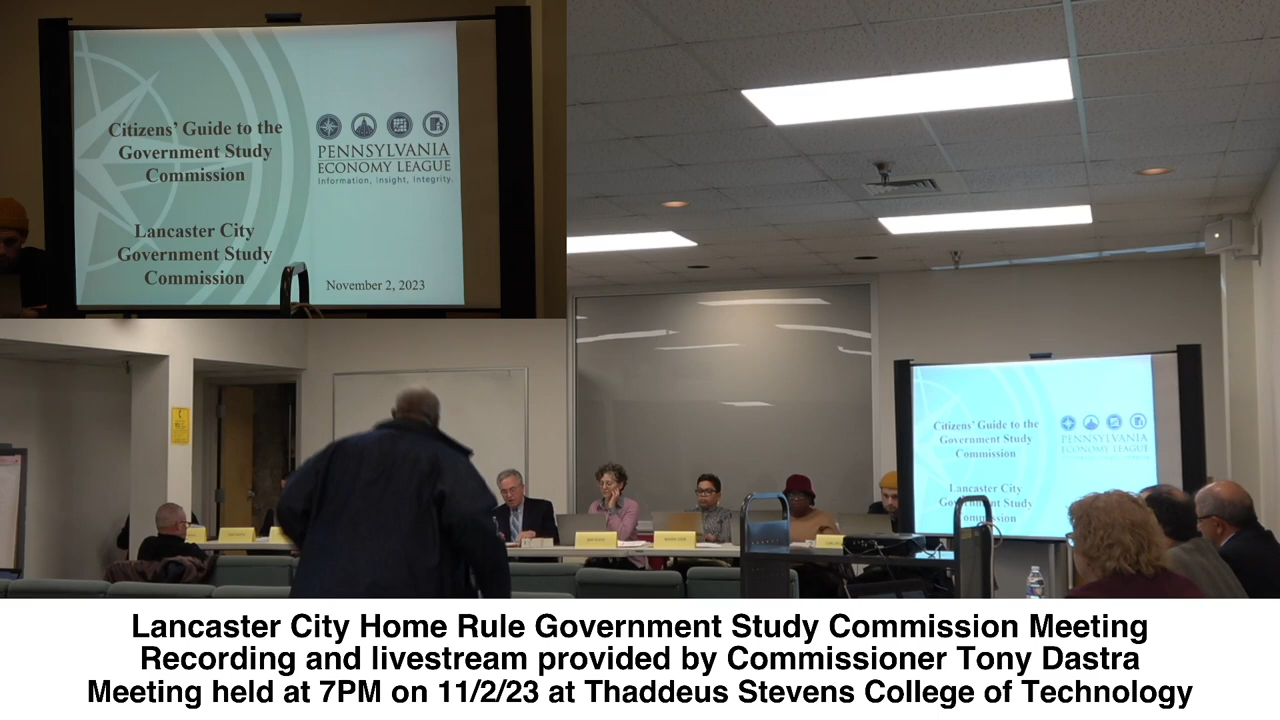 Citizens' Guide to the
Government Study
Commission
PENNSYLVANIA
ECONOMY LEAGUE
Information, Insight, Integrity.
Lancaster City
Government Study
Commission
November 2, 2023
Citizens' Guide to the
Government Study
Commission
PENNSYLVANIA
ECONOMY LEAGUE
Lancaster City
Government Study
Commission
Lancaster City Home Rule Government Study Commission Meeting
Recording and livestream provided by Commissioner Tony Dastra
Meeting held at 7PM on 11/2/23 at Thaddeus Stevens College of Technology